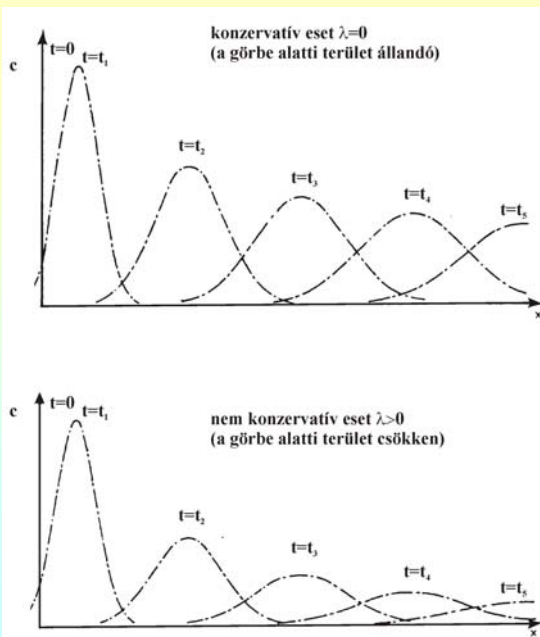 konzervatív eset λ=0
(a görbe alatti terület állandó)
c
t=0
t=t₁
t=t₂
t=t₃
t=t₄
t=t₅
x
nem konzervatív eset λ>0
(a görbe alatti terület csökken)
c
t=0
t=t₁
t=t₂
t=t₃
t=t₄
t=t₅
x